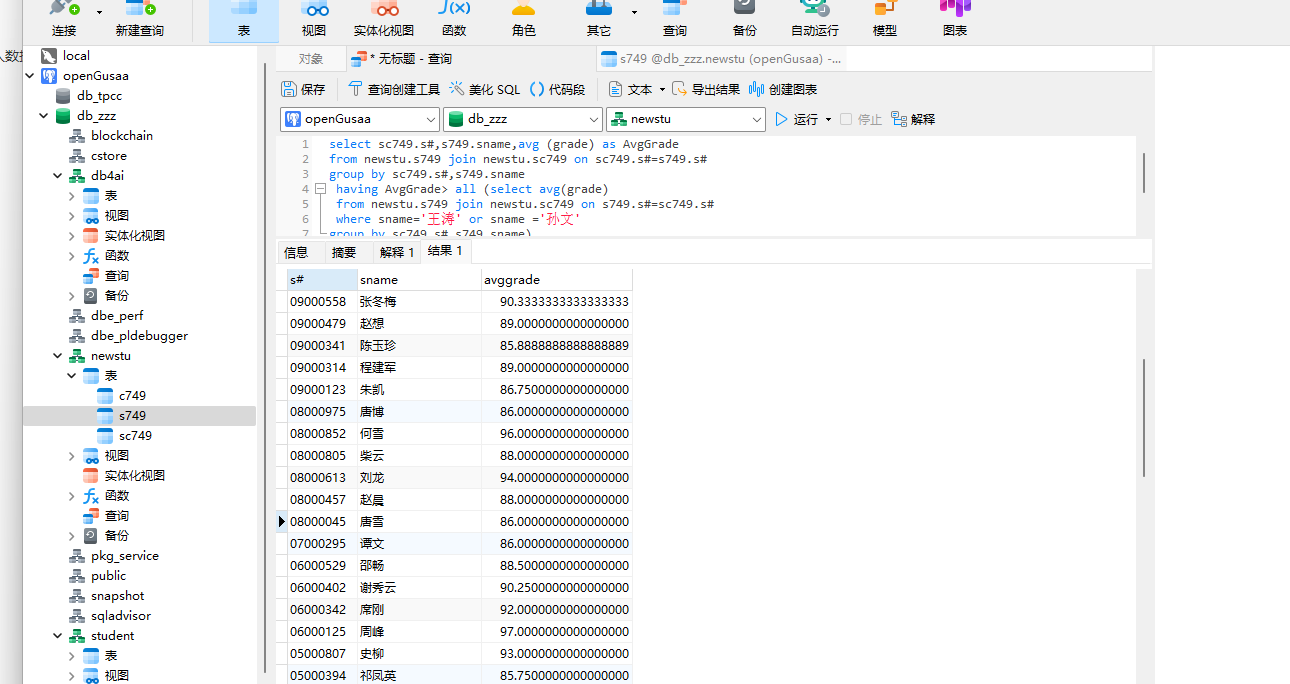 连接 新建查询 表 视图 实体化视图 函数 角色 其它 查询 备份 自动运行 模型 图表
local
openGusaa
db_tpcc
db_zzz
blockchain
cstore
db4ai
表
视图
实体化视图
函数
查询
备份
dbe_perf
dbe_pldebugger
newstu
表
c749
s749
sc749
视图
实体化视图
函数
查询
备份
pkg_service
public
snapshot
sqladvisor
student
表
视图
对象 * 无标题 - 查询 s749 @db_zzz.newstu (openGusaa) -...
保存 查询创建工具 美化 SQL 代码段 文本 导出结果 创建图表
openGusaa db_zzz newstu 运行 停止 解释
1 select sc749.s#,s749.sname,avg (grade) as AvgGrade
2 from newstu.s749 join newstu.sc749 on sc749.s#=s749.s#
3 group by sc749.s#,s749.sname
4 having AvgGrade> all (select avg(grade)
5 from newstu.s749 join newstu.sc749 on s749.s#=sc749.s#
6 where sname='王涛' or sname ='孙文'
7 group by sc749.s#,s749.sname)
信息 摘要 解释 1 结果 1
s# sname avggrade
09000558 张冬梅 90.3333333333333333
09000479 赵想 89.0000000000000000
09000341 陈玉珍 85.8888888888888889
09000314 程建军 89.0000000000000000
09000123 朱凯 86.7500000000000000
08000975 唐博 86.0000000000000000
08000852 何雪 96.0000000000000000
08000805 柴云 88.0000000000000000
08000613 刘龙 94.0000000000000000
08000457 赵晨 88.0000000000000000
08000045 唐雪 86.0000000000000000
07000295 谭文 86.0000000000000000
06000529 邵畅 88.5000000000000000
06000402 谢秀云 90.2500000000000000
06000342 席刚 92.0000000000000000
06000125 周峰 97.0000000000000000
05000807 史柳 93.0000000000000000
05000394 祁凤英 85.7500000000000000